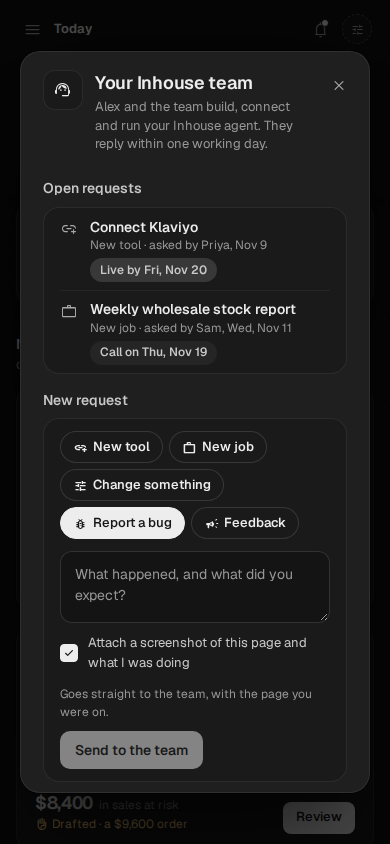 Today
Your Inhouse team
Alex and the team build, connect
and run your Inhouse agent. They
reply within one working day.
Open requests
Connect Klaviyo
New tool · asked by Priya, Nov 9
Live by Fri, Nov 20
Weekly wholesale stock report
New job · asked by Sam, Wed, Nov 11
Call on Thu, Nov 19
New request
New tool
New job
Change something
Report a bug
Feedback
What happened, and what did you
expect?
Attach a screenshot of this page and
what I was doing
Goes straight to the team, with the page you
were on.
Send to the team
$8,400 in sales at risk
Drafted · a $9,600 order
Review